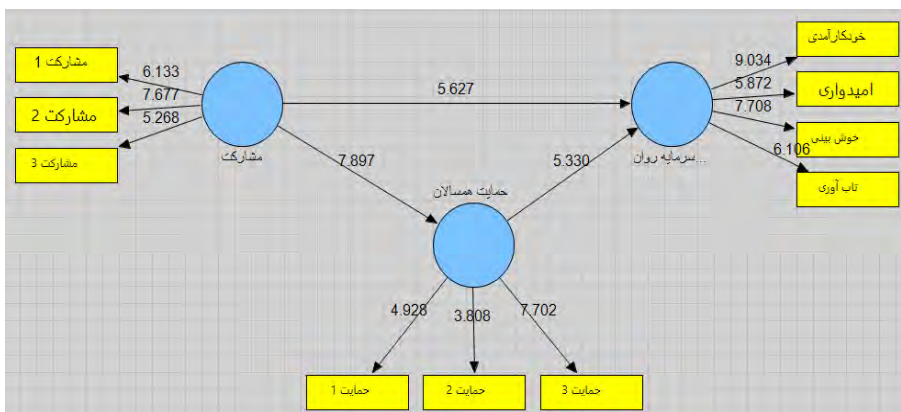 خودکارآمدی
مشارکت 1
6.133
9.034
5.872
امیدواری
7.677
5.627
7.708
مشارکت 2
5.268
خوش بینی
6.106
مشارکت 3
مشارکت
7.897
5.330
سرمایه روان...
تاب آوری
حمایت همسالان
4.928
3.808
7.702
حمایت 1
حمایت 2
حمایت 3